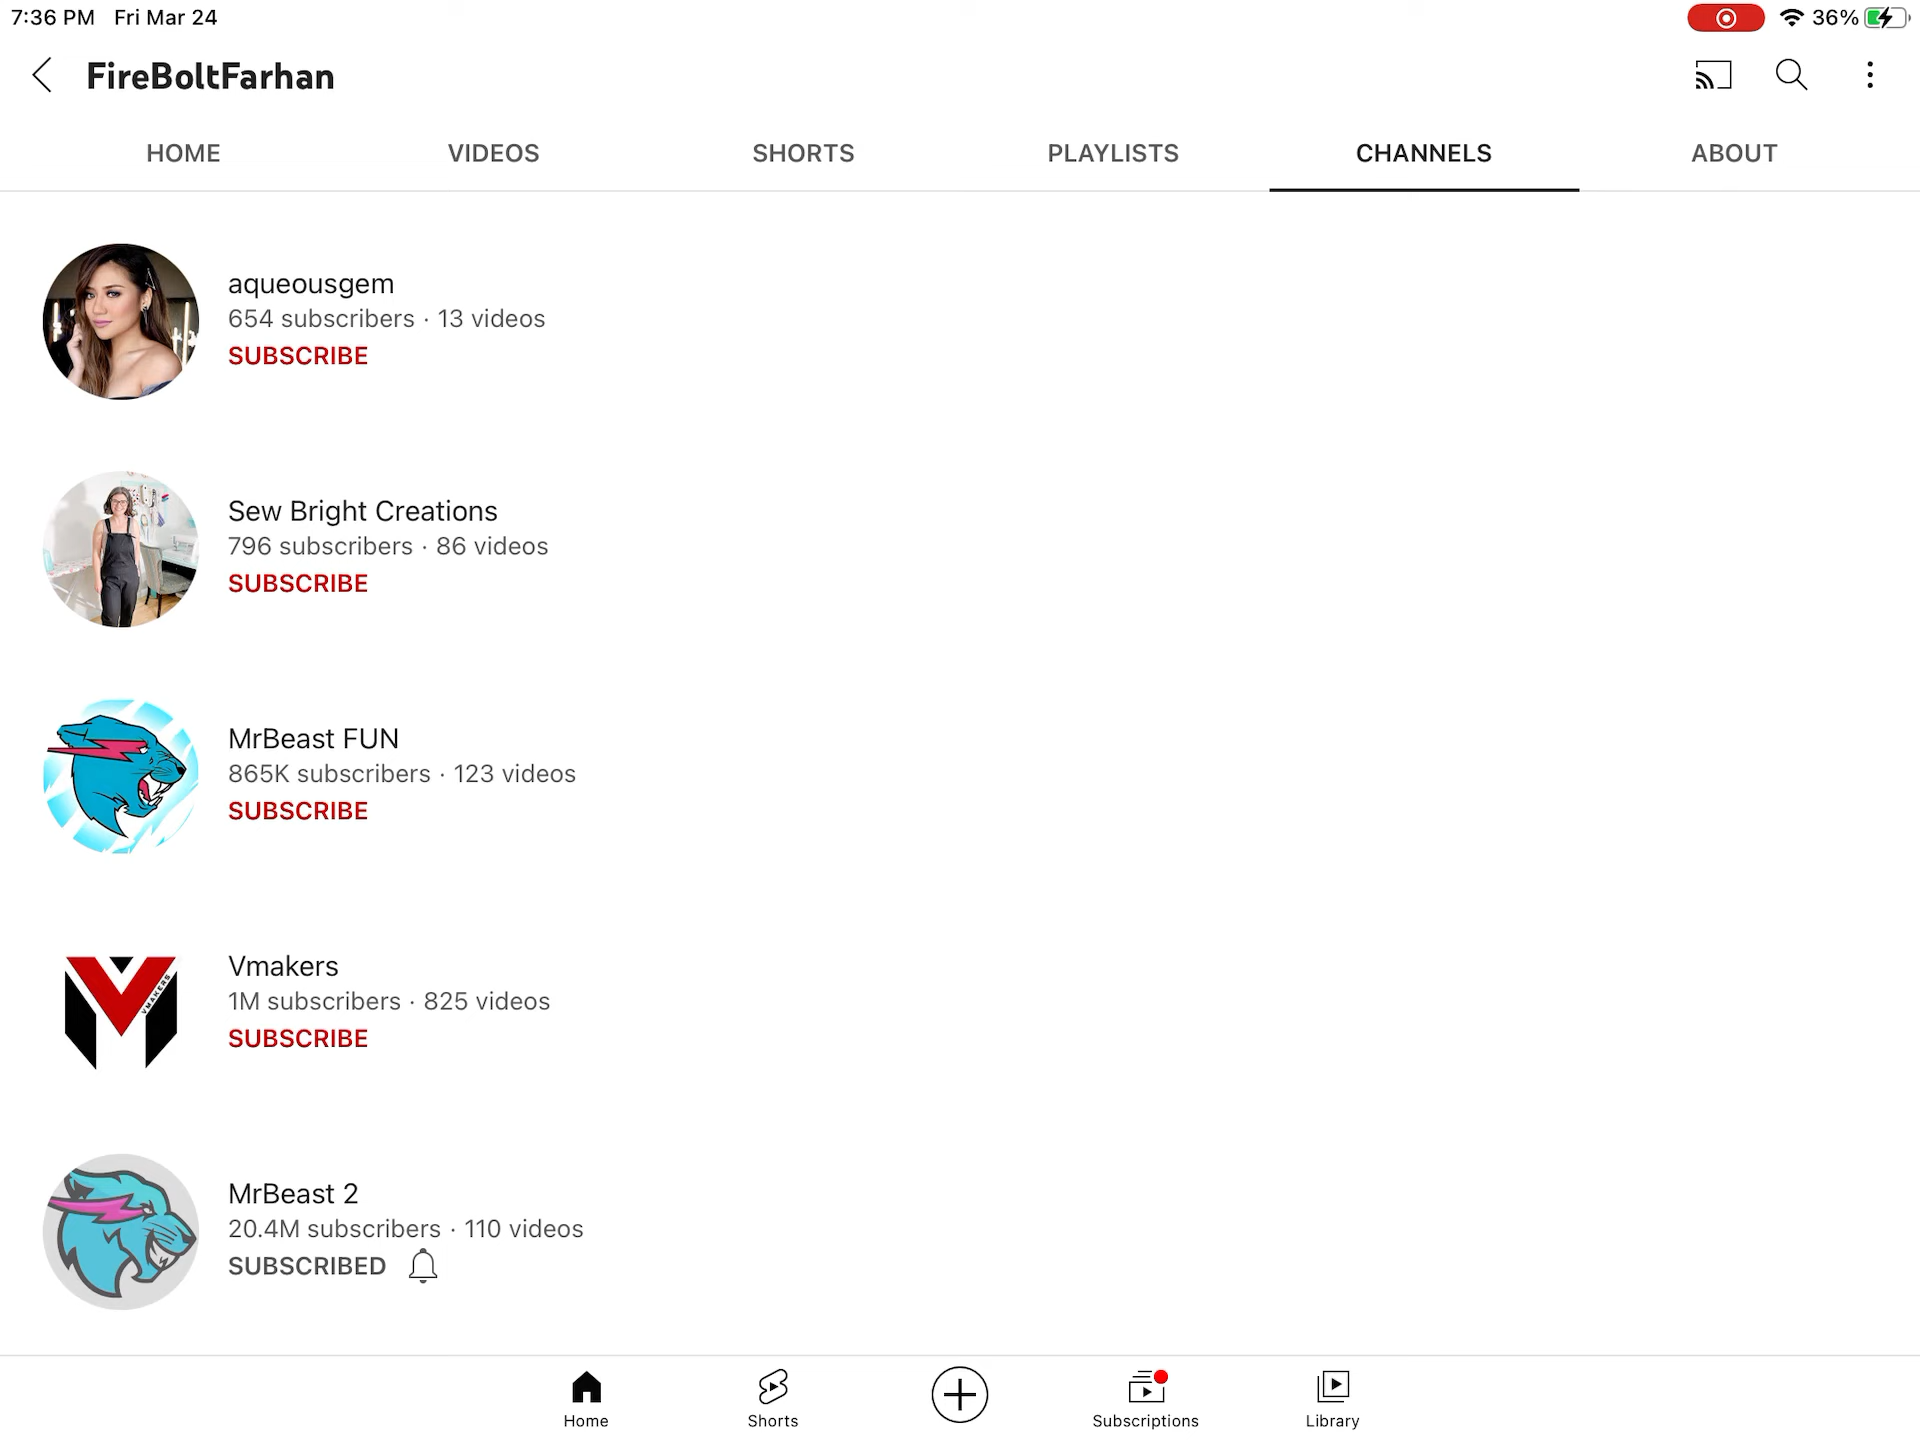 7:36 PM Fri Mar 24
36%
FireBoltFarhan
HOME VIDEOS SHORTS PLAYLISTS CHANNELS ABOUT
aqueousgem
654 subscribers · 13 videos
SUBSCRIBE
Sew Bright Creations
796 subscribers · 86 videos
SUBSCRIBE
MrBeast FUN
865K subscribers · 123 videos
SUBSCRIBE
VMAKERS
Vmakers
1M subscribers · 825 videos
SUBSCRIBE
MrBeast 2
20.4M subscribers · 110 videos
SUBSCRIBED
Home Shorts Subscriptions Library